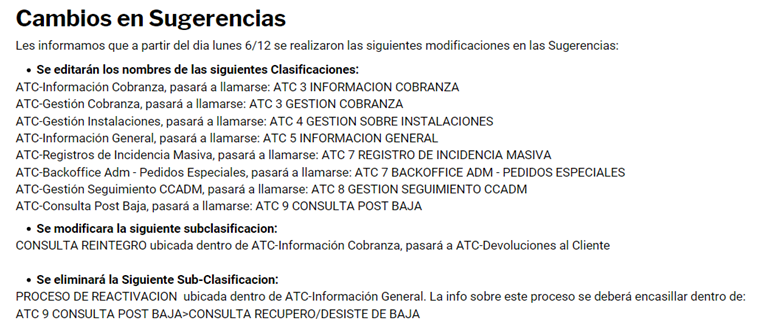 Cambios en Sugerencias
Les informamos que a partir del dia lunes 6/12 se realizaron las siguientes modificaciones en las Sugerencias:
• Se editarán los nombres de las siguientes Clasificaciones:
ATC-Información Cobranza, pasará a llamarse: ATC 3 INFORMACION COBRANZA
ATC-Gestión Cobranza, pasará a llamarse: ATC 3 GESTION COBRANZA
ATC-Gestión Instalaciones, pasará a llamarse: ATC 4 GESTION SOBRE INSTALACIONES
ATC-Información General, pasará a llamarse: ATC 5 INFORMACION GENERAL
ATC-Registros de Incidencia Masiva, pasará a llamarse: ATC 7 REGISTRO DE INCIDENCIA MASIVA
ATC-Backoffice Adm - Pedidos Especiales, pasará a llamarse: ATC 7 BACKOFFICE ADM - PEDIDOS ESPECIALES
ATC-Gestión Seguimiento CCADM, pasará a llamarse: ATC 8 GESTION SEGUIMIENTO CCADM
ATC-Consulta Post Baja, pasará a llamarse: ATC 9 CONSULTA POST BAJA
• Se modificara la siguiente subclasificacion:
CONSULTA REINTEGRO ubicada dentro de ATC-Información Cobranza, pasará a ATC-Devoluciones al Cliente
• Se eliminará la Siguiente Sub-Clasificacion:
PROCESO DE REACTIVACION ubicada dentro de ATC-Información General. La info sobre este proceso se deberá encasillar dentro de:
ATC 9 CONSULTA POST BAJA>CONSULTA RECUPERO/DESISTE DE BAJA